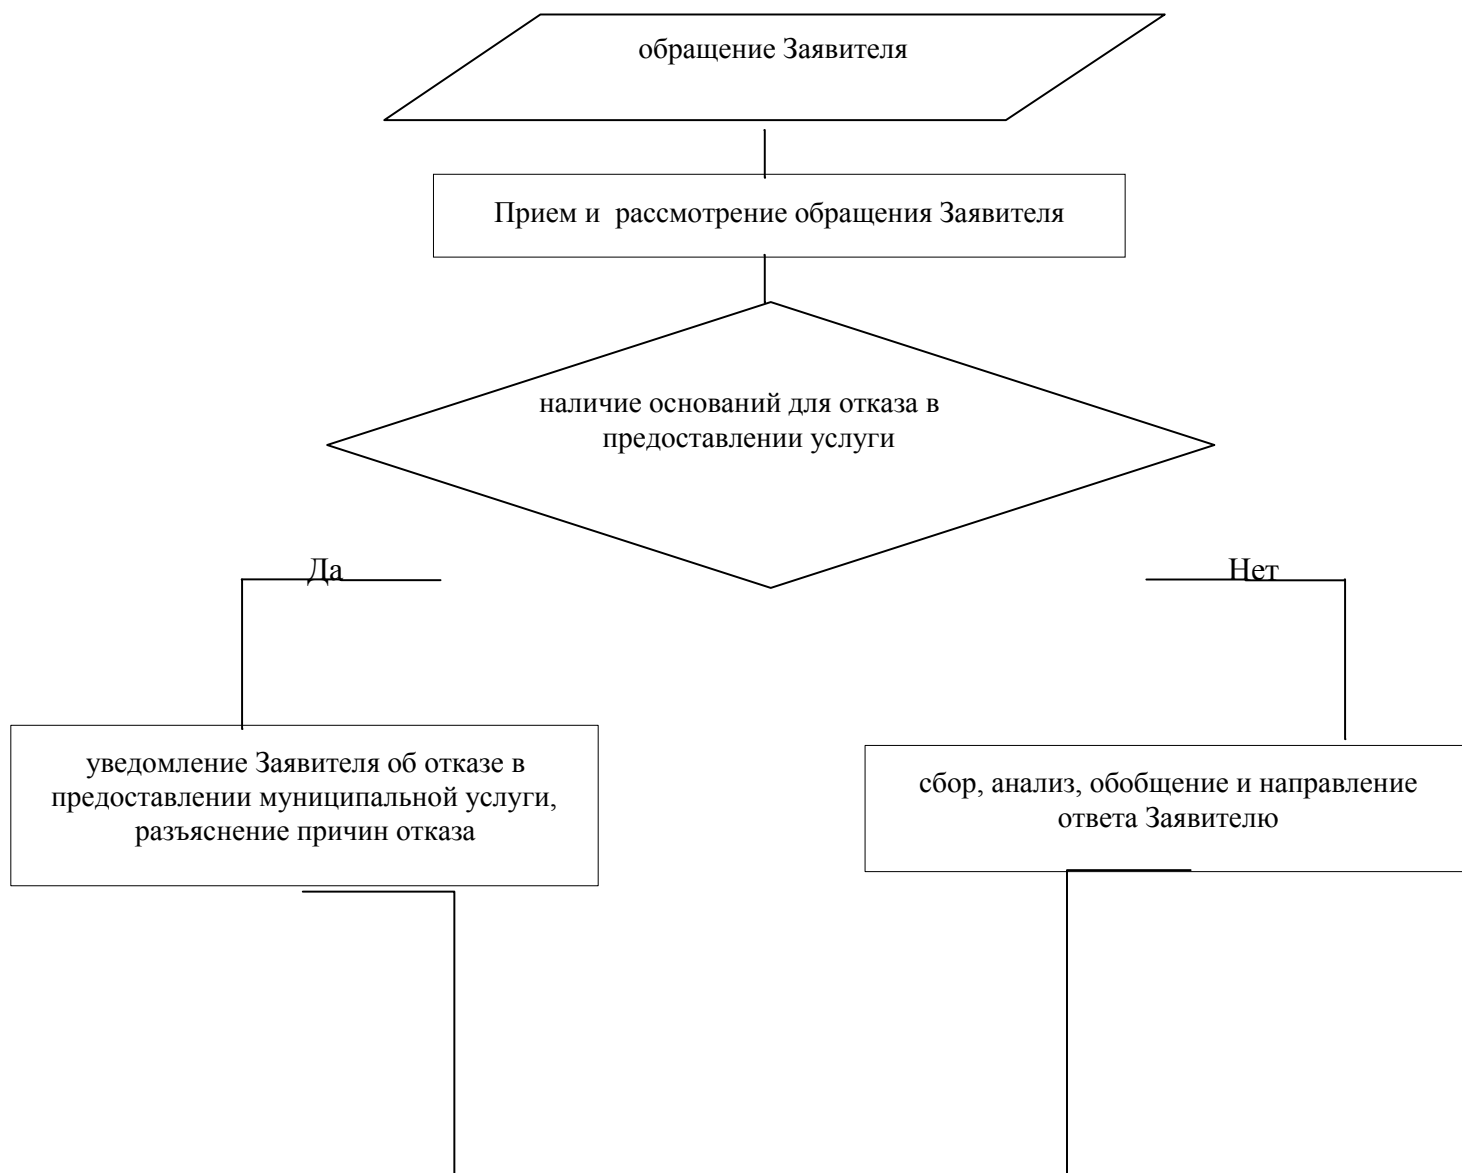 обращение Заявителя
Прием и  рассмотрение обращения Заявителя
наличие оснований для отказа в
предоставлении услуги
Да
Нет
уведомление Заявителя об отказе в
предоставлении муниципальной услуги,
разъяснение причин отказа
сбор, анализ, обобщение и направление
ответа Заявителю